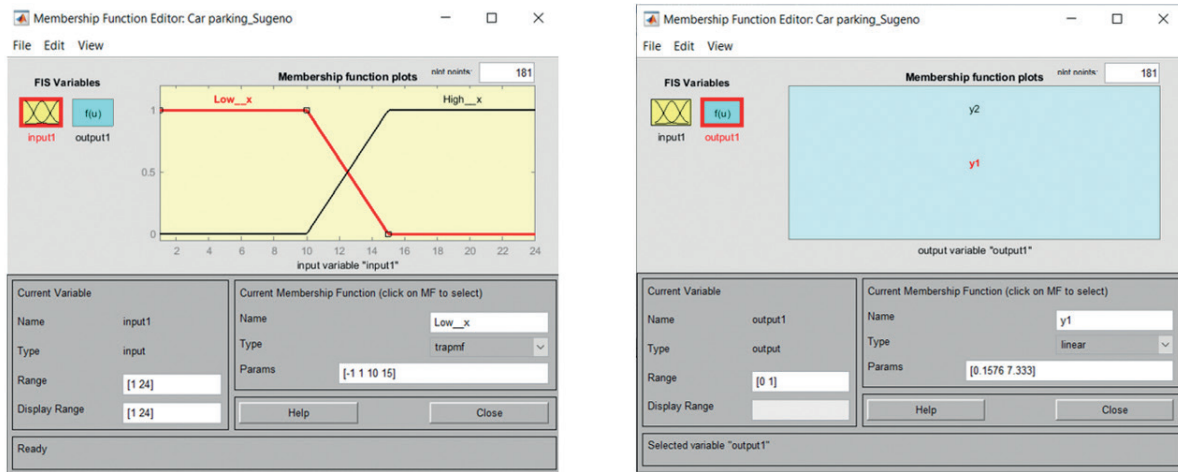 Membership Function Editor: Car parking_Sugeno
File Edit View
FIS Variables
input1
f(u)
output1
Membership function plots
plot points:
181
Low__x
High__x
1
0.5
0
2 4 6 8 10 12 14 16 18 20 22 24
input variable "input1"
Current Variable
Name input1
Type input
Range [1 24]
Display Range [1 24]
Current Membership Function (click on MF to select)
Name Low__x
Type trapmf
Params [-1 1 10 15]
Help Close
Ready
Membership Function Editor: Car parking_Sugeno
File Edit View
FIS Variables
input1
f(u)
output1
Membership function plots
plot points:
181
y2
y1
output variable "output1"
Current Variable
Name output1
Type output
Range [0 1]
Display Range
Current Membership Function (click on MF to select)
Name y1
Type linear
Params [0.1576 7.333]
Help Close
Selected variable "output1"